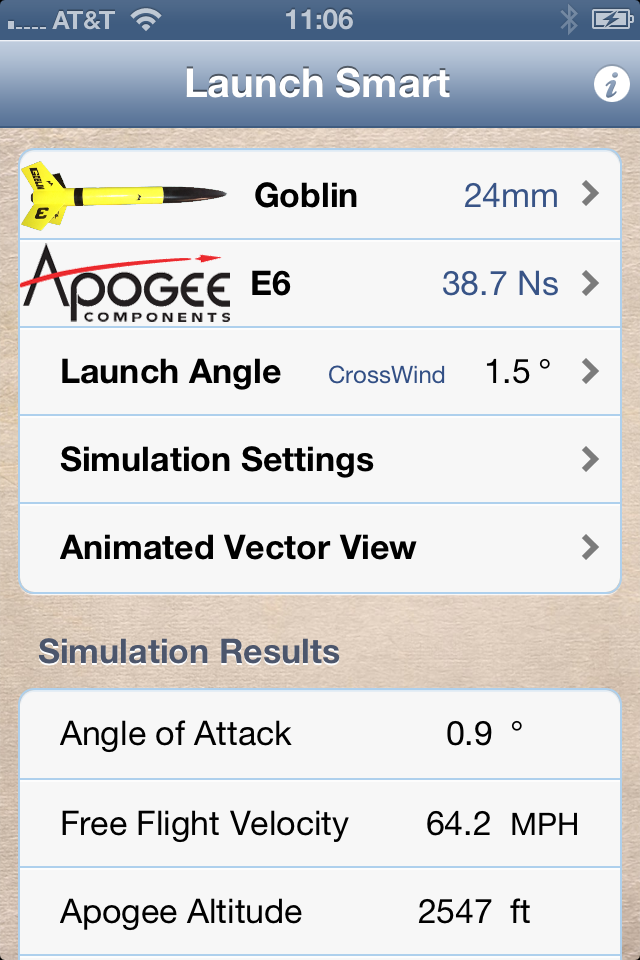 AT&T 11:06
Launch Smart
Goblin 24mm
APOGEE COMPONENTS E6 38.7 Ns
Launch Angle CrossWind 1.5 °
Simulation Settings
Animated Vector View
Simulation Results
Angle of Attack 0.9 °
Free Flight Velocity 64.2 MPH
Apogee Altitude 2547 ft